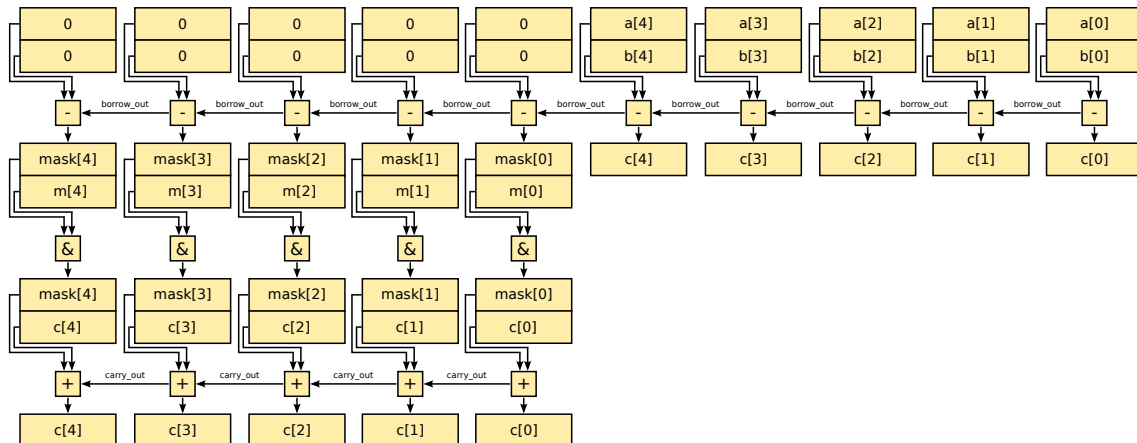 0 0 0 0 0 a[4] a[3] a[2] a[1] a[0]
0 0 0 0 0 b[4] b[3] b[2] b[1] b[0]
borrow_out borrow_out borrow_out borrow_out borrow_out borrow_out borrow_out borrow_out borrow_out
- - - - - - - - - -
mask[4] mask[3] mask[2] mask[1] mask[0] c[4] c[3] c[2] c[1] c[0]
m[4] m[3] m[2] m[1] m[0]
& & & & &
mask[4] mask[3] mask[2] mask[1] mask[0]
c[4] c[3] c[2] c[1] c[0]
carry_out carry_out carry_out carry_out
+ + + + +
c[4] c[3] c[2] c[1] c[0]